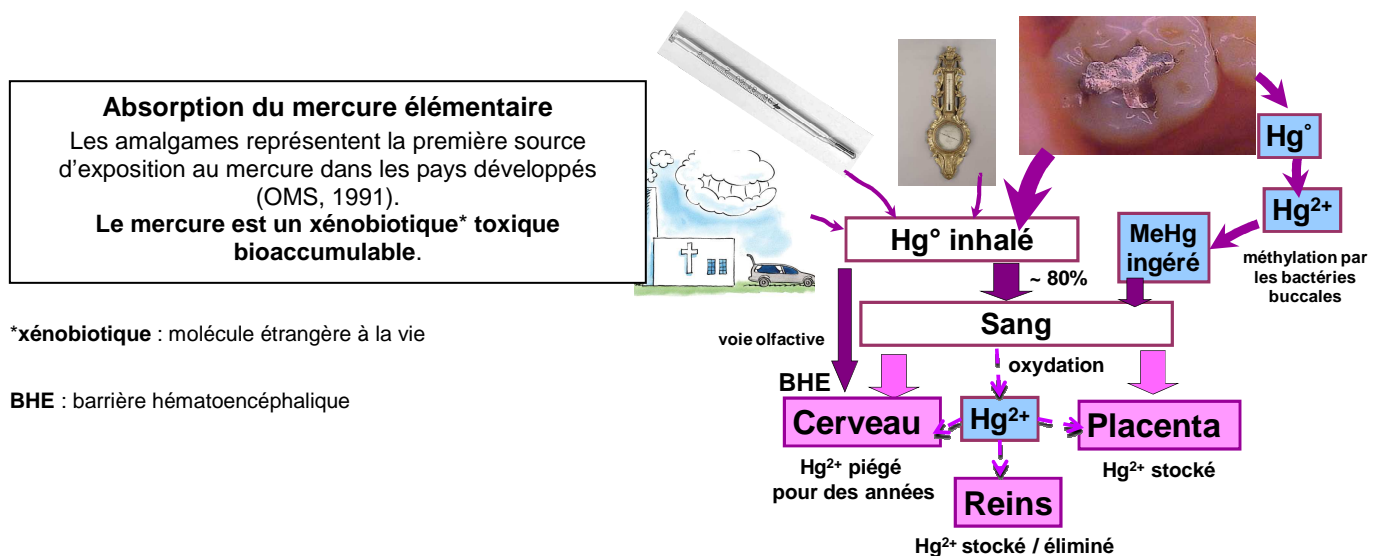 Absorption du mercure élémentaire
Les amalgames représentent la première source
d'exposition au mercure dans les pays développés
(OMS, 1991).
Le mercure est un xénobiotique* toxique
bioaccumulable.
*xénobiotique : molécule étrangère à la vie
BHE : barrière hématoencéphalique
Hg°
Hg²⁺
MeHg
ingéré
méthylation par
les bactéries
buccales
Hg° inhalé
~ 80%
Sang
voie olfactive
oxydation
BHE
Cerveau
Hg²⁺
Placenta
Hg²⁺ piégé
pour des années
Hg²⁺ stocké
Reins
Hg²⁺ stocké / éliminé